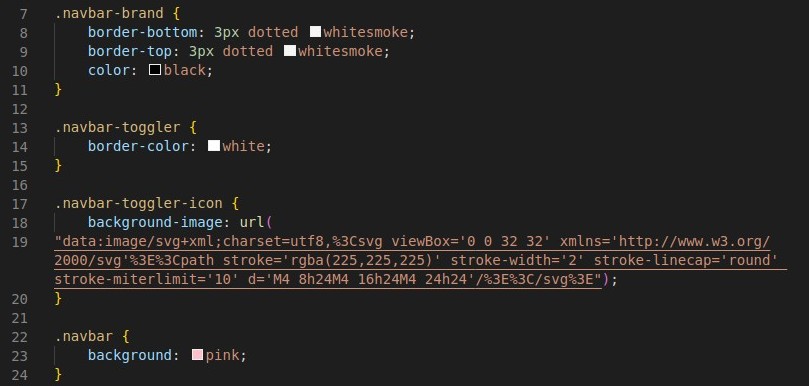 7 .navbar-brand {
8 border-bottom: 3px dotted whitesmoke;
9 border-top: 3px dotted whitesmoke;
10 color: black;
11 }
12
13 .navbar-toggler {
14 border-color: white;
15 }
16
17 .navbar-toggler-icon {
18 background-image: url(
19 "data:image/svg+xml;charset=utf8,%3Csvg viewBox='0 0 32 32' xmlns='http://www.w3.org/
2000/svg'%3E%3Cpath stroke='rgba(225,225,225)' stroke-width='2' stroke-linecap='round'
stroke-miterlimit='10' d='M4 8h24M4 16h24M4 24h24'/%3E%3C/svg%3E");
20 }
21
22 .navbar {
23 background: pink;
24 }